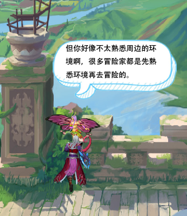 但你好像不太熟悉周边的环
境啊。很多冒险家都是先熟
悉环境再去冒险的。